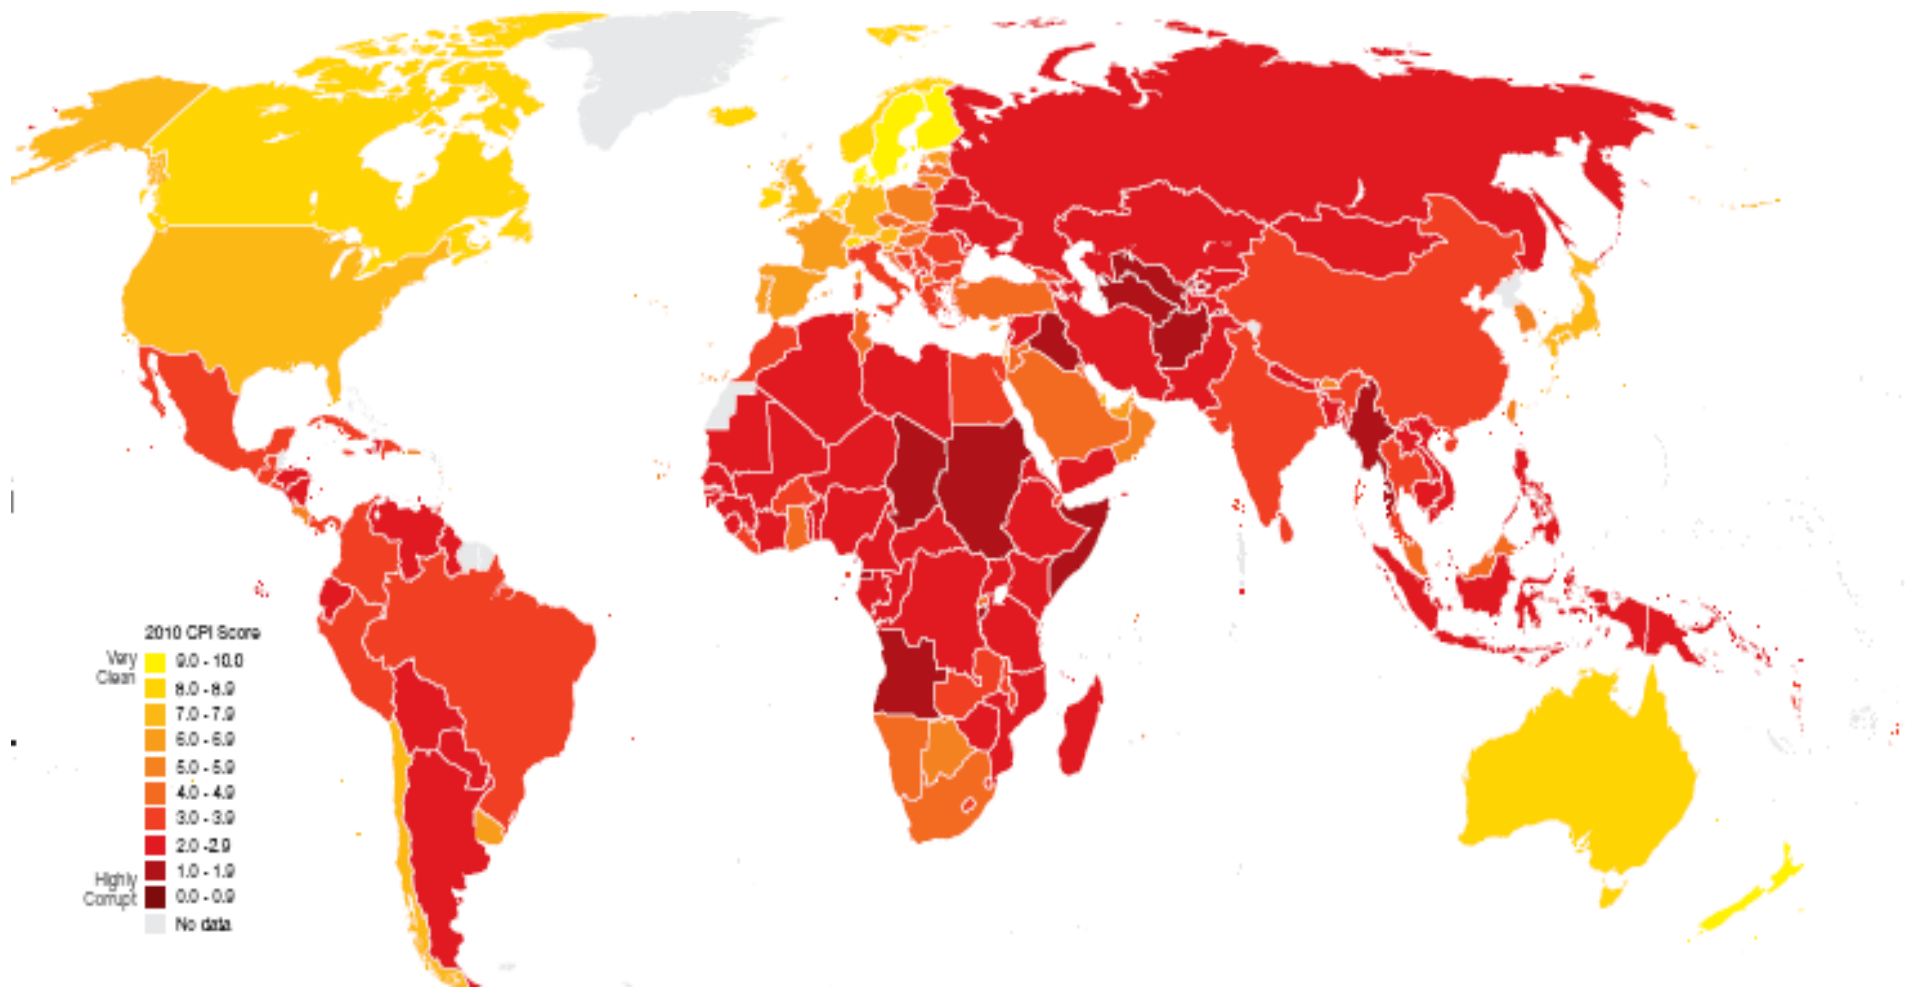 2010 CPI Score
Very
Clean
9.0 - 10.0
8.0 - 8.9
7.0 - 7.9
6.0 - 6.9
5.0 - 5.9
4.0 - 4.9
3.0 - 3.9
2.0 -2.9
1.0 - 1.9
Highly
Corrupt
0.0 - 0.9
No data